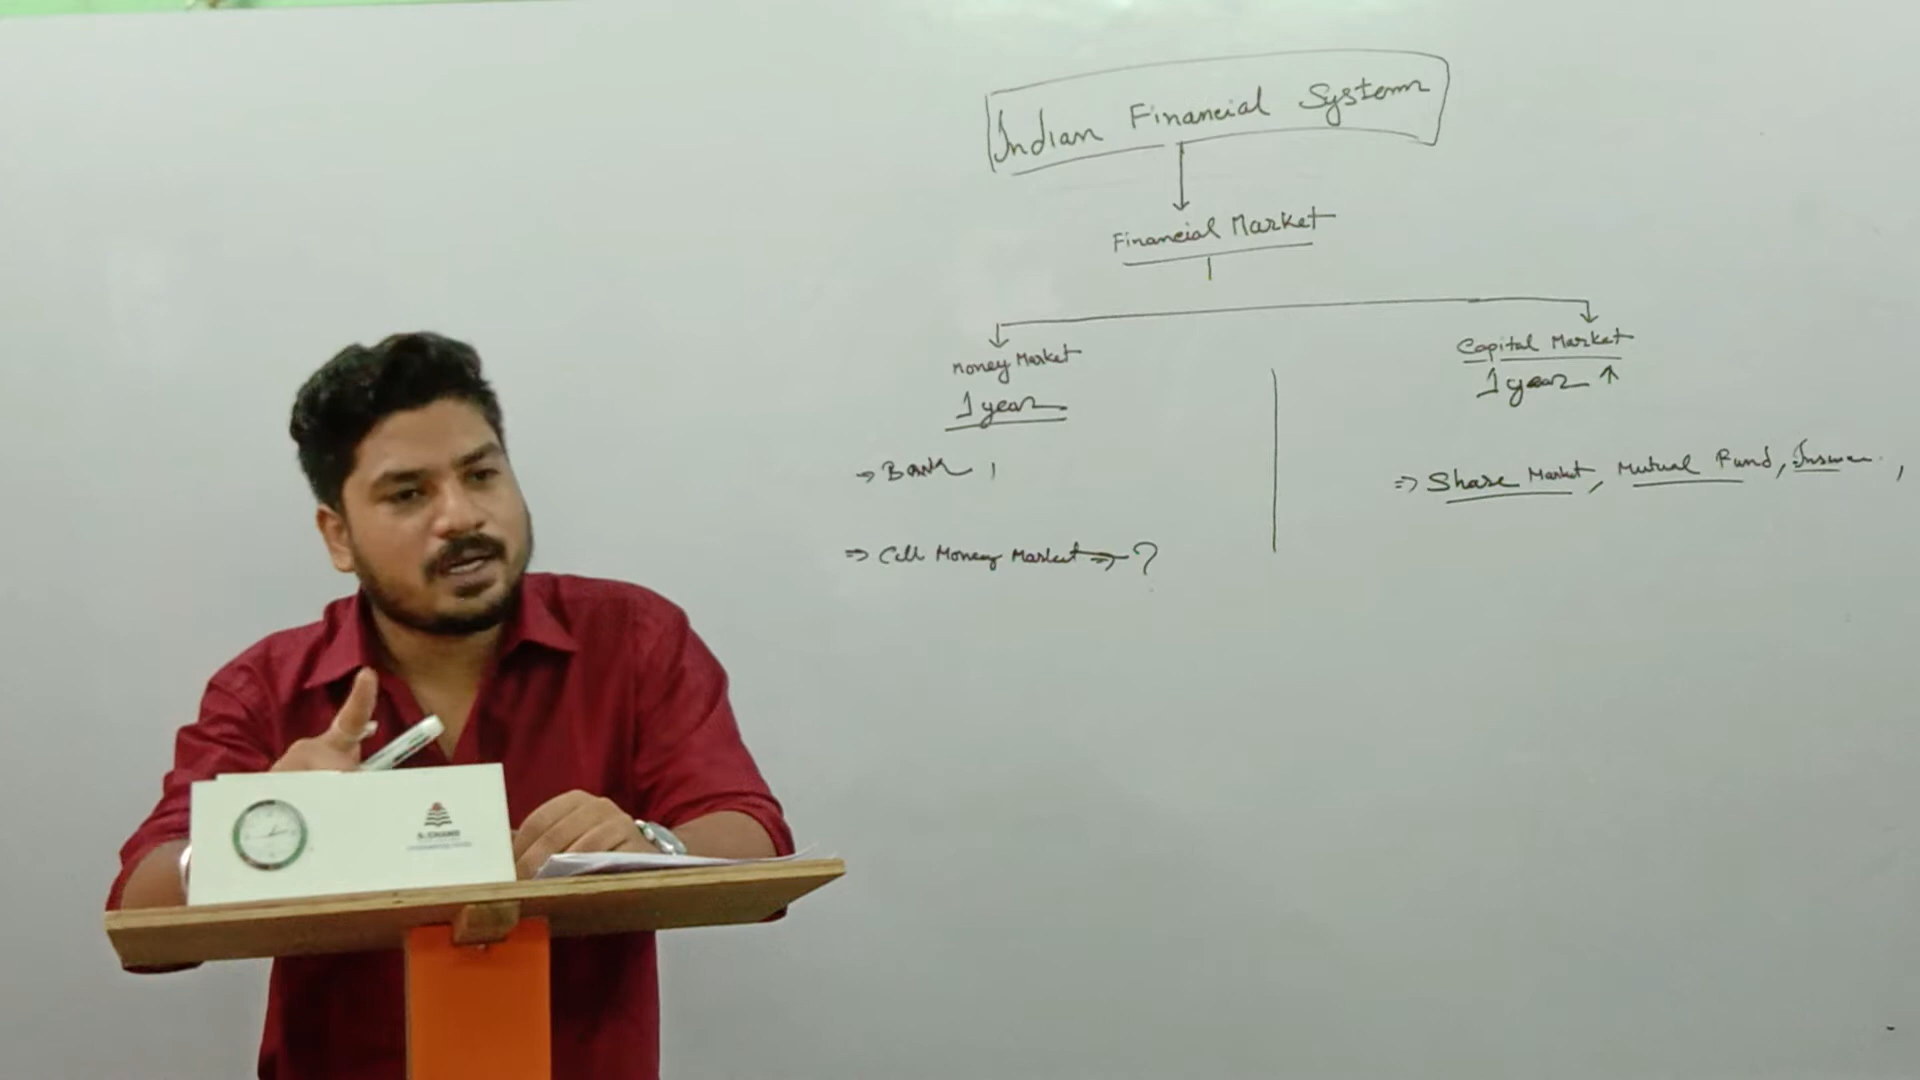 Indian Financial System
Financial Market
Money Market
1 year
Capital Market
1 year ↑
⇒ Bank,
⇒ Share Market, Mutual Fund,
⇒ Call Money Market ⇒ ?
S. CHAND